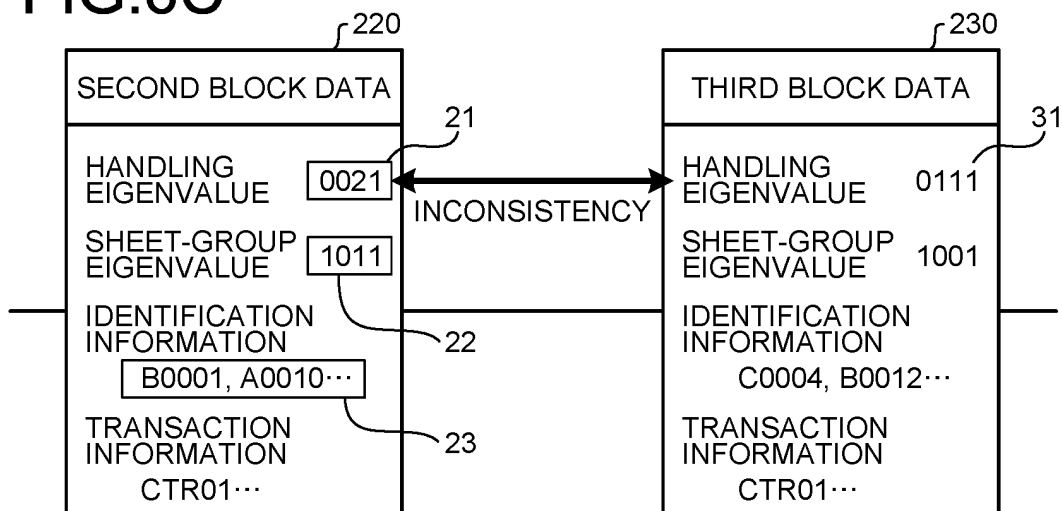 220
230
SECOND BLOCK DATA
THIRD BLOCK DATA
21
31
HANDLING
EIGENVALUE
0021
INCONSISTENCY
HANDLING
EIGENVALUE
0111
SHEET-GROUP
EIGENVALUE
1011
SHEET-GROUP
EIGENVALUE
1001
IDENTIFICATION
INFORMATION
22
B0001, A0010···
IDENTIFICATION
INFORMATION
C0004, B0012···
TRANSACTION
INFORMATION
23
CTR01···
TRANSACTION
INFORMATION
CTR01···